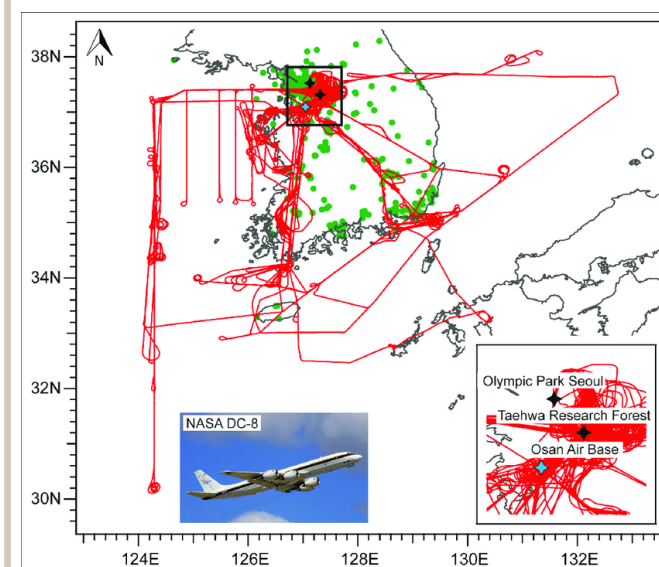 N
38N
36N
34N
32N
30N
124E
126E
128E
130E
132E
NASA DC-8
Olympic Park Seoul
Taehwa Research Forest
Osan Air Base